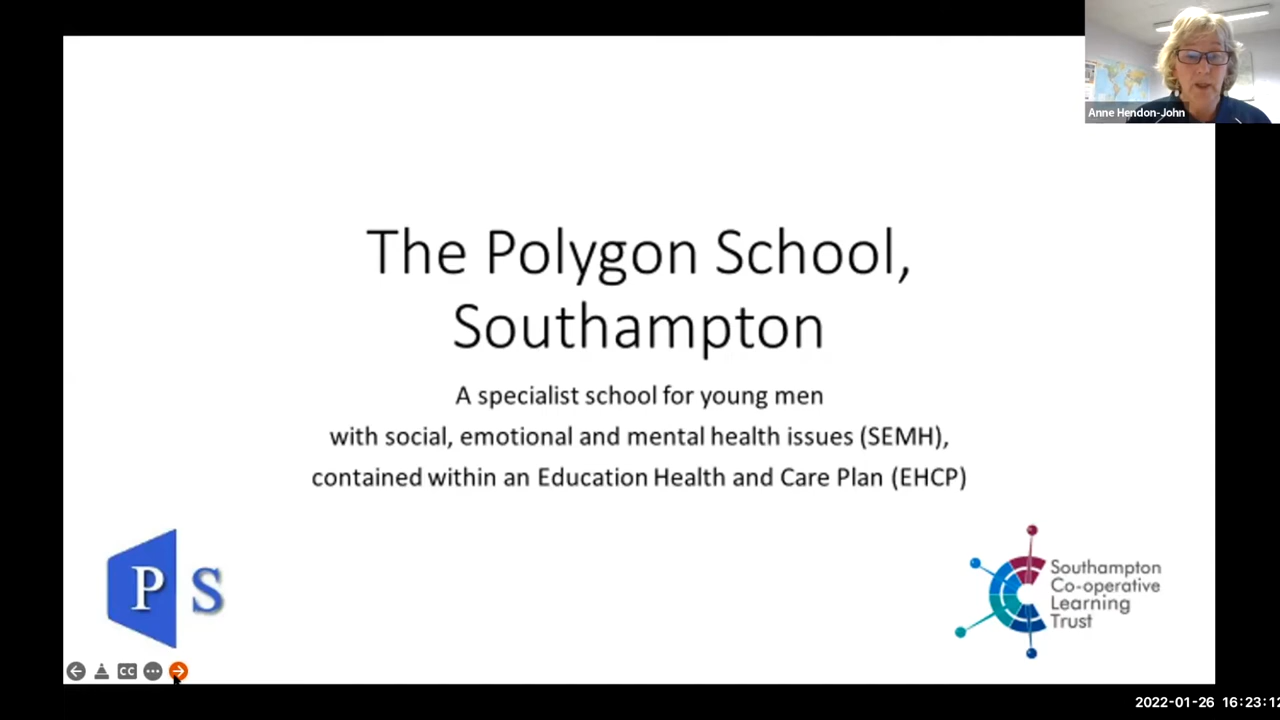 Anne Hendon-John
The Polygon School,
Southampton
A specialist school for young men
with social, emotional and mental health issues (SEMH),
contained within an Education Health and Care Plan (EHCP)
P S
Southampton
Co-operative
Learning
Trust
CC
2022-01-26 16:23:12